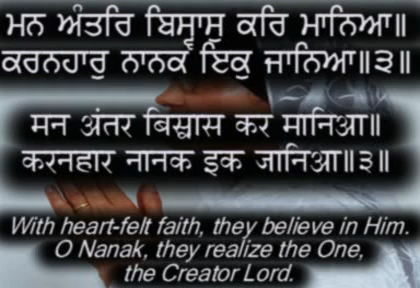 ਮਨ ਅੰਤਰਿ ਬਿਸ੍ਵਾਸੁ ਕਰਿ ਮਾਨਿਆ॥
ਕਰਨਹਾਰੁ ਨਾਨਕ ਇਕੁ ਜਾਨਿਆ॥੩॥
मन अंतर बिस्वास कर मानिआ॥
करनहार नानक इक जानिआ॥३॥
With heart-felt faith, they believe in Him.
O Nanak, they realize the One,
the Creator Lord.